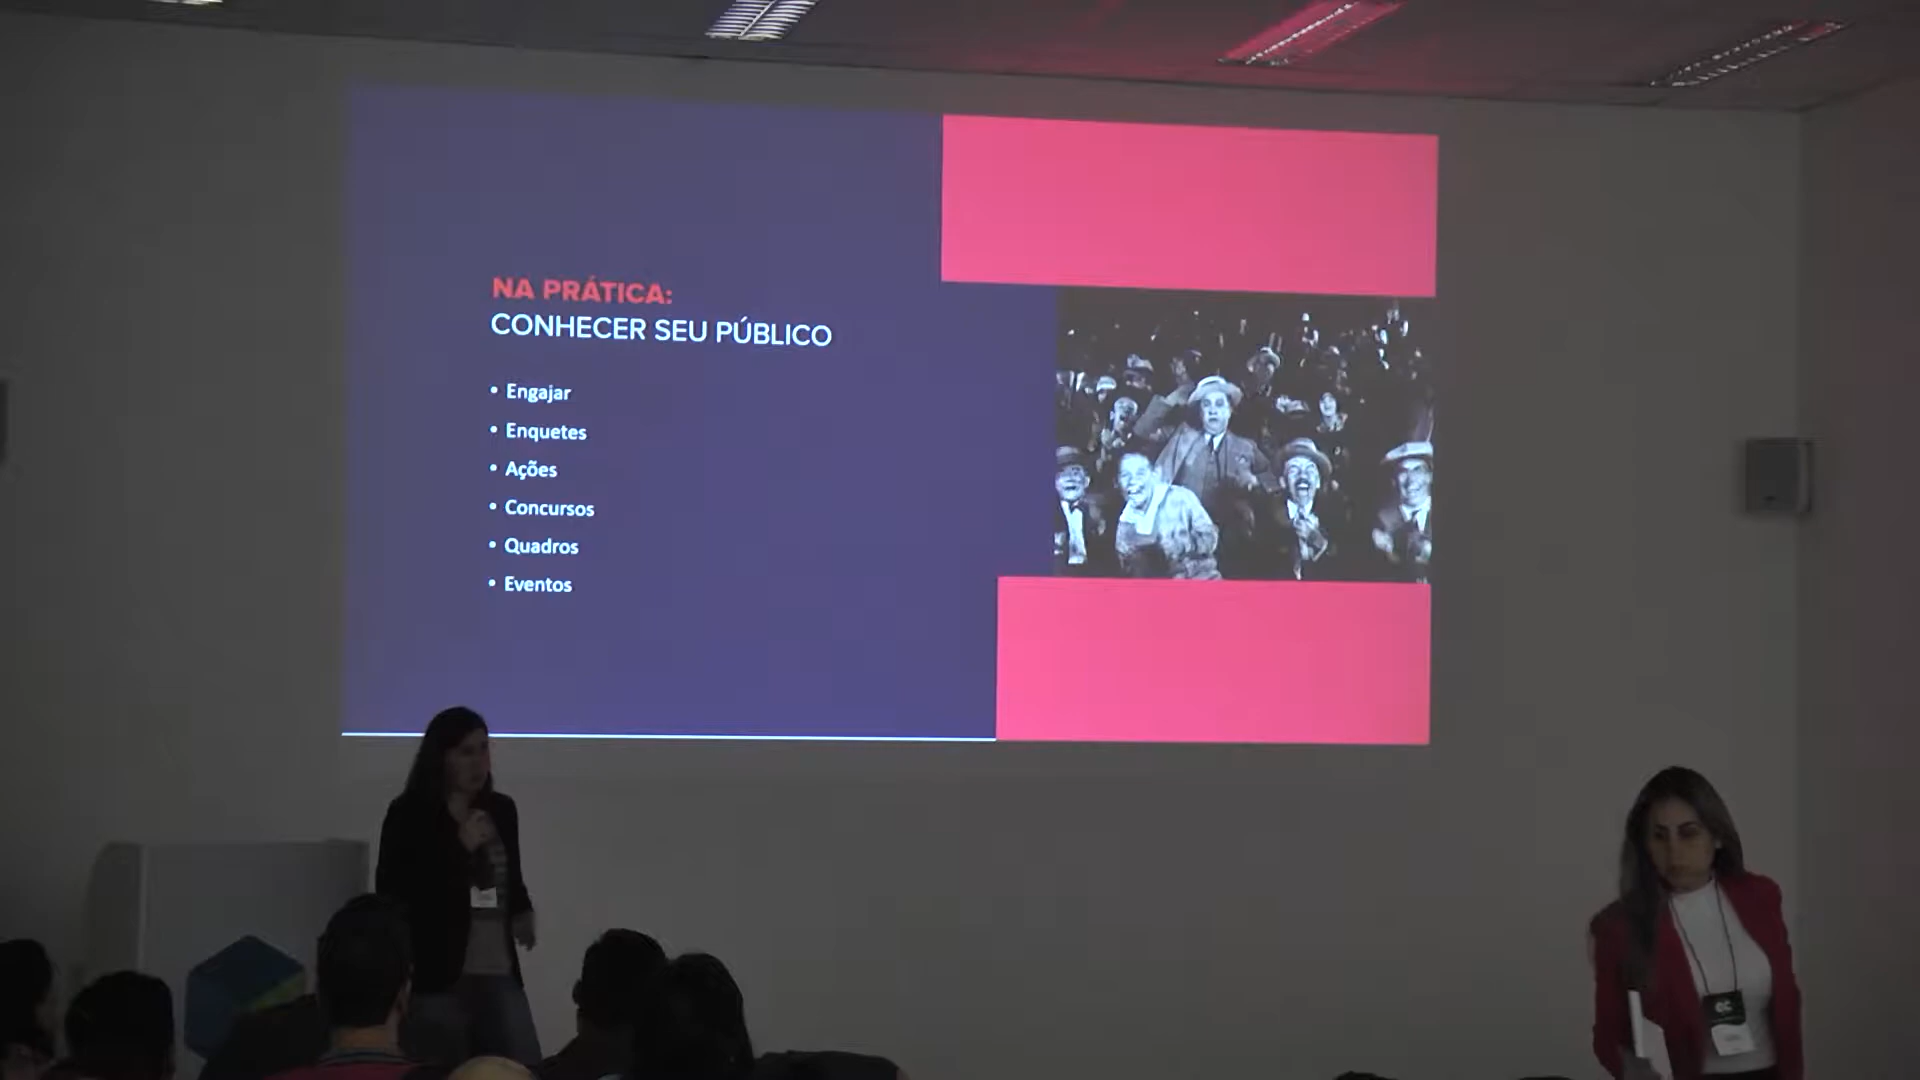 NA PRÁTICA:
CONHECER SEU PÚBLICO
• Engajar
• Enquetes
• Ações
• Concursos
• Quadros
• Eventos